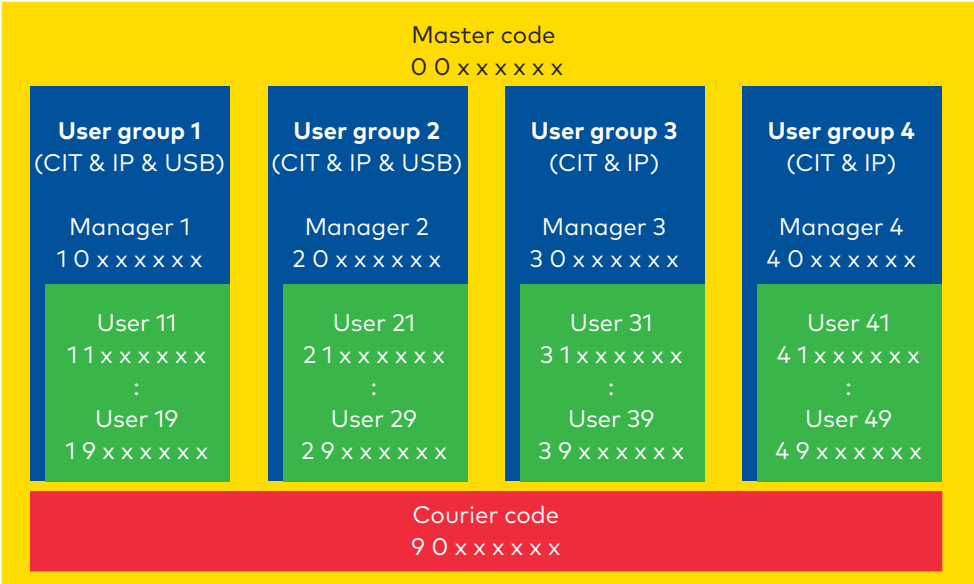 Master code
0 0 x x x x x x
User group 1
(CIT & IP & USB)
Manager 1
1 0 x x x x x x
User 11
1 1 x x x x x x
:
User 19
1 9 x x x x x x
User group 2
(CIT & IP & USB)
Manager 2
2 0 x x x x x x
User 21
2 1 x x x x x x
:
User 29
2 9 x x x x x x
User group 3
(CIT & IP)
Manager 3
3 0 x x x x x x
User 31
3 1 x x x x x x
:
User 39
3 9 x x x x x x
User group 4
(CIT & IP)
Manager 4
4 0 x x x x x x
User 41
4 1 x x x x x x
:
User 49
4 9 x x x x x x
Courier code
9 0 x x x x x x